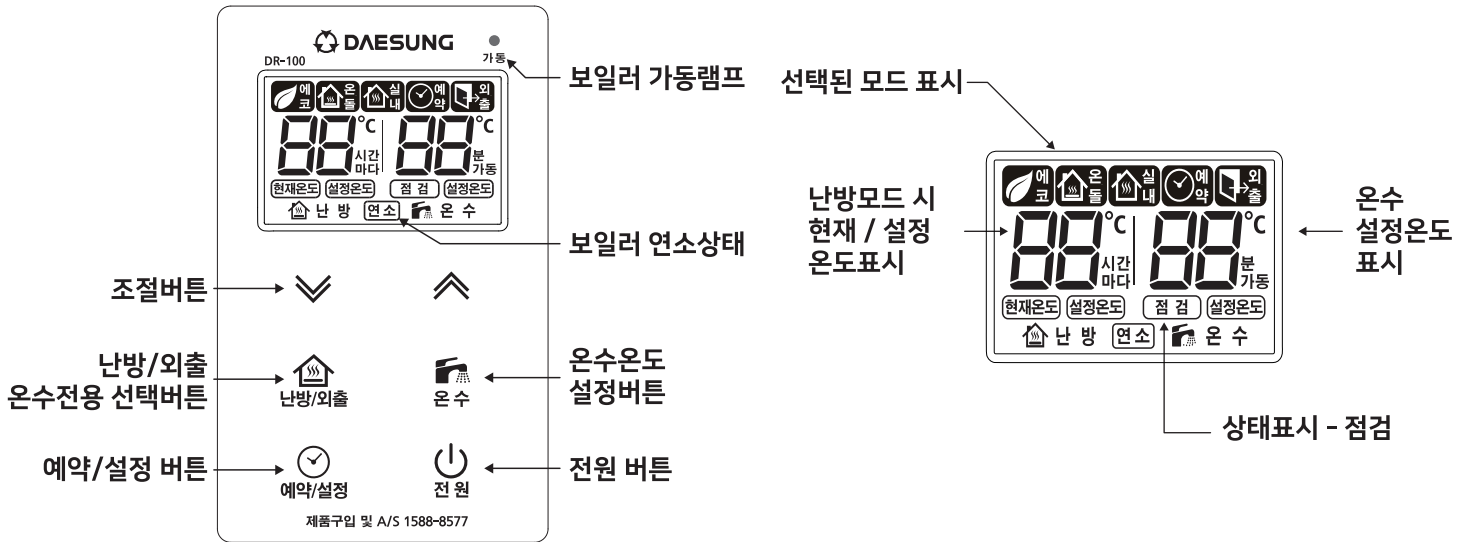 DAESUNG
DR-100
가동
에코
온돌
실내
예약
외출
88°C 시간마다
88°C 분 가동
현재온도 설정온도 점 검 설정온도
난 방 연소 온 수
난방/외출
온 수
예약/설정
전 원
제품구입 및 A/S 1588-8577
보일러 가동램프
보일러 연소상태
조절버튼
난방/외출
온수전용 선택버튼
온수온도
설정버튼
예약/설정 버튼
전원 버튼
선택된 모드 표시
에코
온돌
실내
예약
외출
난방모드 시
현재 / 설정
온도표시
88°C 시간마다
88°C 분 가동
온수
설정온도
표시
현재온도 설정온도 점 검 설정온도
난 방 연소 온 수
상태표시 - 점검